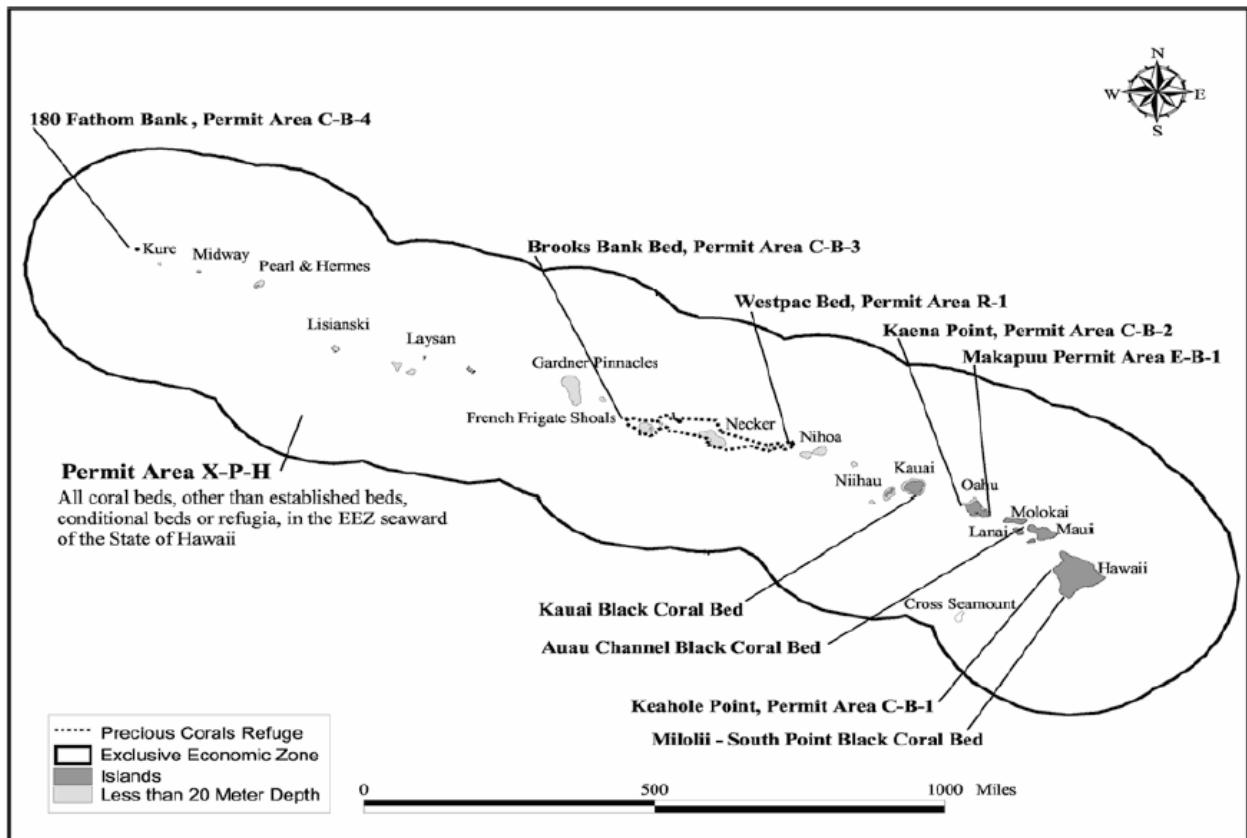 N
W E
S
180 Fathom Bank , Permit Area C-B-4
Kure
Midway
Pearl & Hermes
Brooks Bank Bed, Permit Area C-B-3
Westpac Bed, Permit Area R-1
Kaena Point, Permit Area C-B-2
Makapuu Permit Area E-B-1
Lisianski
Laysan
Gardner Pinnacles
French Frigate Shoals
Necker
Nihoa
Niihau
Kauai
Oahu
Molokai
Lanai
Maui
Hawaii
Permit Area X-P-H
All coral beds, other than established beds,
conditional beds or refugia, in the EEZ seaward
of the State of Hawaii
Cross Seamount
Kauai Black Coral Bed
Auau Channel Black Coral Bed
Keahole Point, Permit Area C-B-1
Milolii - South Point Black Coral Bed
Precious Corals Refuge
Exclusive Economic Zone
Islands
Less than 20 Meter Depth
0 500 1000 Miles